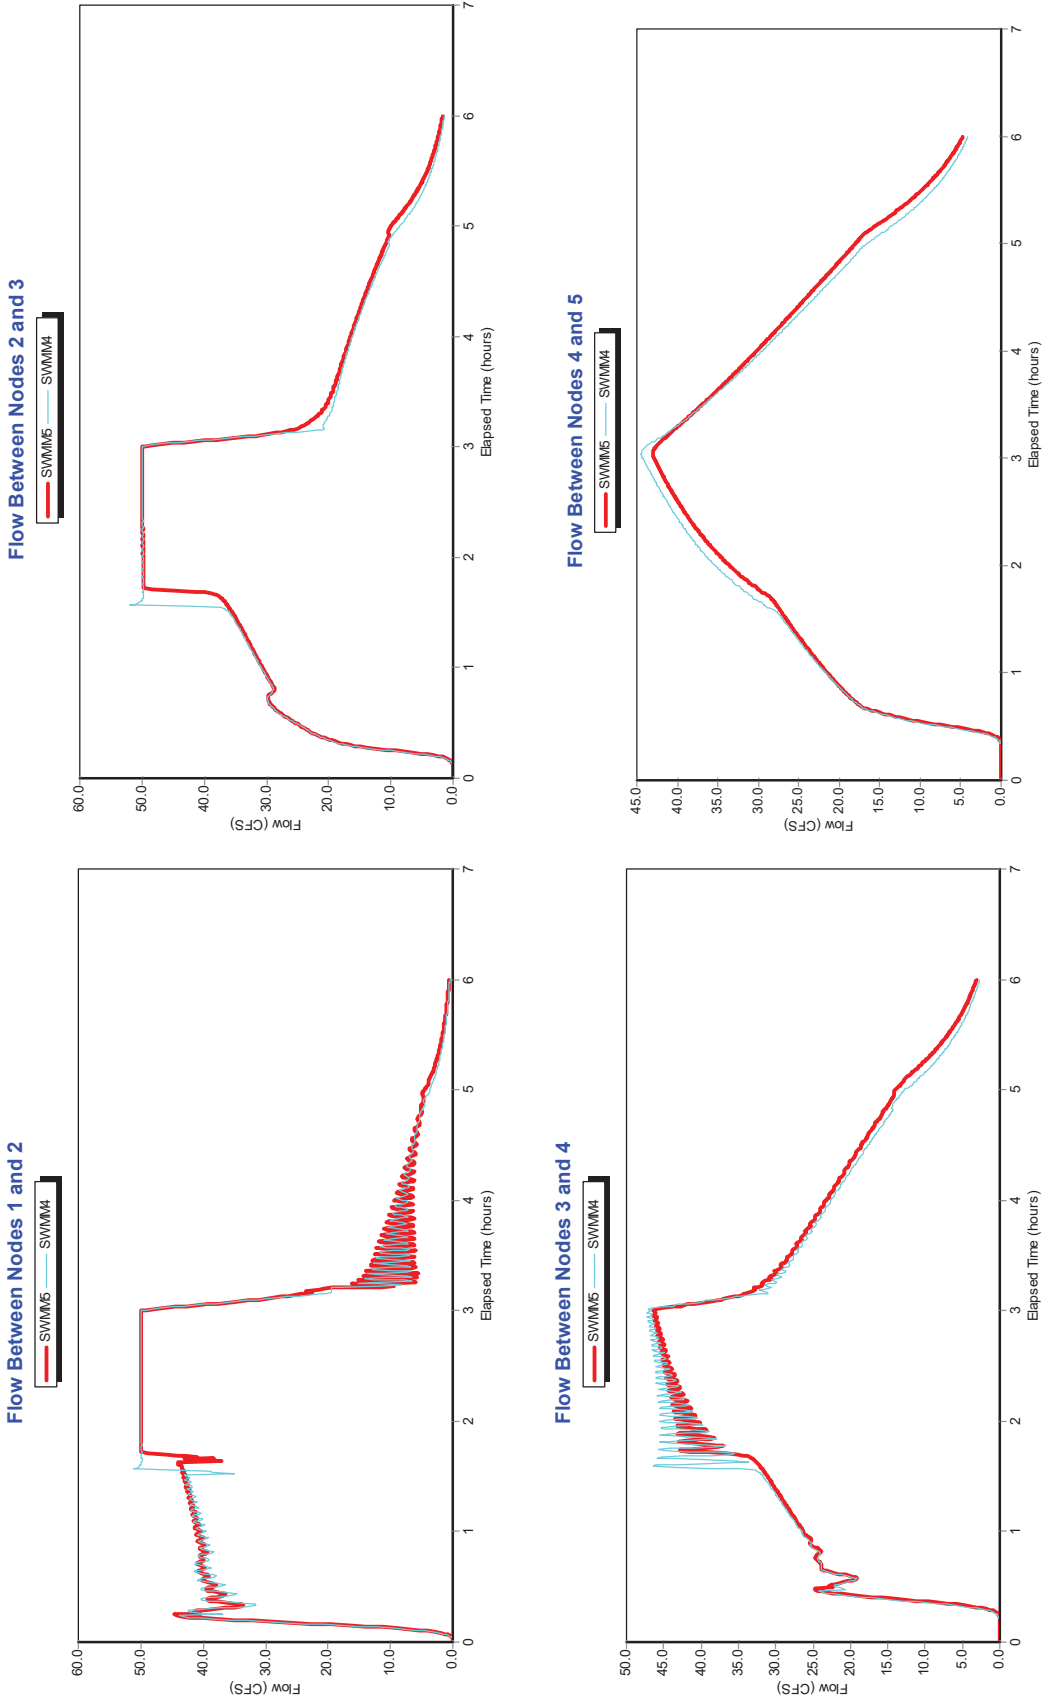 Flow Between Nodes 1 and 2
SWMM5 SWMM4
60.0
50.0
40.0
30.0
20.0
10.0
0.0
Flow (CFS)
0 1 2 3 4 5 6 7
Elapsed Time (hours)
Flow Between Nodes 2 and 3
SWMM5 SWMM4
60.0
50.0
40.0
30.0
20.0
10.0
0.0
Flow (CFS)
0 1 2 3 4 5 6 7
Elapsed Time (hours)
Flow Between Nodes 3 and 4
SWMM5 SWMM4
50.0
45.0
40.0
35.0
30.0
25.0
20.0
15.0
10.0
5.0
0.0
Flow (CFS)
0 1 2 3 4 5 6 7
Elapsed Time (hours)
Flow Between Nodes 4 and 5
SWMM5 SWMM4
45.0
40.0
35.0
30.0
25.0
20.0
15.0
10.0
5.0
0.0
Flow (CFS)
0 1 2 3 4 5 6 7
Elapsed Time (hours)